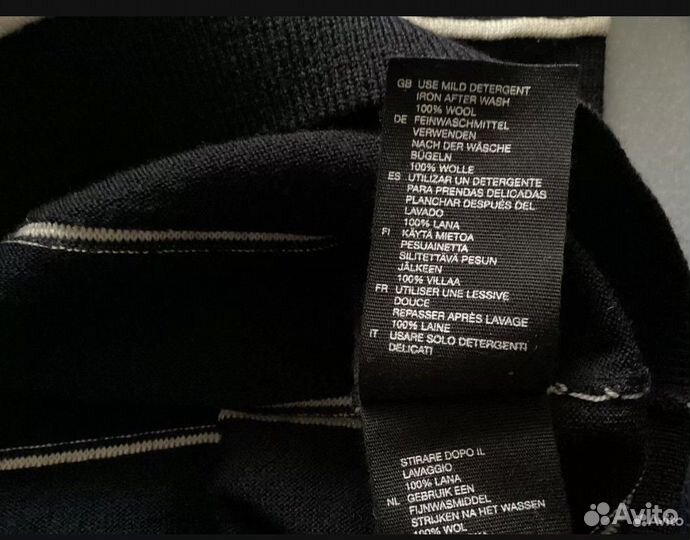 GB USE MILD DETERGENT
IRON AFTER WASH
100% WOOL
DE FEINWASCHMITTEL
VERWENDEN
NACH DER WÄSCHE
BÜGELN
100% WOLLE
ES UTILIZAR UN DETERGENTE
PARA PRENDAS DELICADAS
PLANCHAR DESPUÉS DEL
LAVADO
100% LANA
FI KÄYTÄ MIETOA
PESUAINETTA
SILITETTÄVÄ PESUN
JÄLKEEN
100% VILLAA
FR UTILISER UNE LESSIVE
DOUCE
REPASSER APRÈS LAVAGE
100% LAINE
IT USARE SOLO DETERGENTI
DELICATI
STIRARE DOPO IL
LAVAGGIO
100% LANA
NL GEBRUIK EEN
FIJNWASMIDDEL
STRIJKEN NA HET WASSEN
100% WOL
Avito
Avito